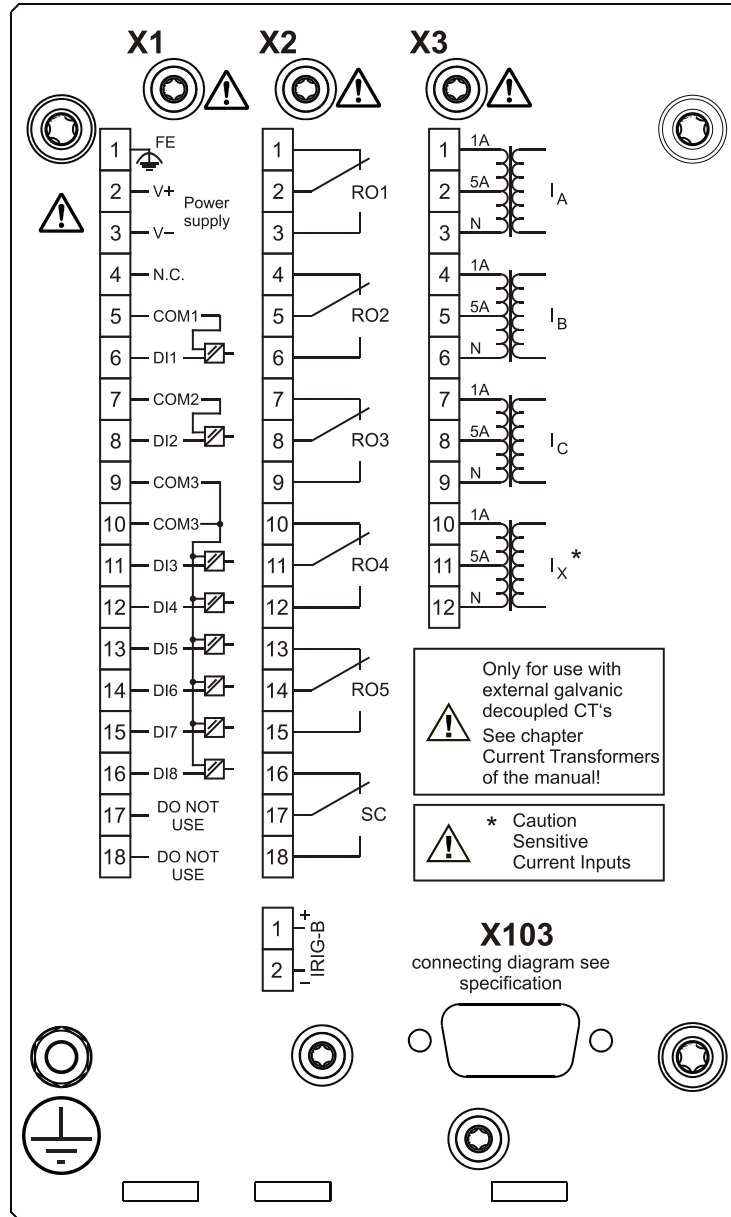 X1
X2
X3
1 FE
2 V+
Power
supply
3 V–
4 N.C.
5 COM1
6 DI1
7 COM2
8 DI2
9 COM3
10 COM3
11 DI3
12 DI4
13 DI5
14 DI6
15 DI7
16 DI8
17 DO NOT
USE
18 DO NOT
USE
1
2 RO1
3
4
5 RO2
6
7
8 RO3
9
10
11 RO4
12
13
14 RO5
15
16
17 SC
18
1 +
IRIG-B
2 –
1 1A
2 5A IA
3 N
4 1A
5 5A IB
6 N
7 1A
8 5A IC
9 N
10 1A
11 5A IX*
12 N
Only for use with
external galvanic
decoupled CT‘s
See chapter
Current Transformers
of the manual!
* Caution
Sensitive
Current Inputs
X103
connecting diagram see
specification